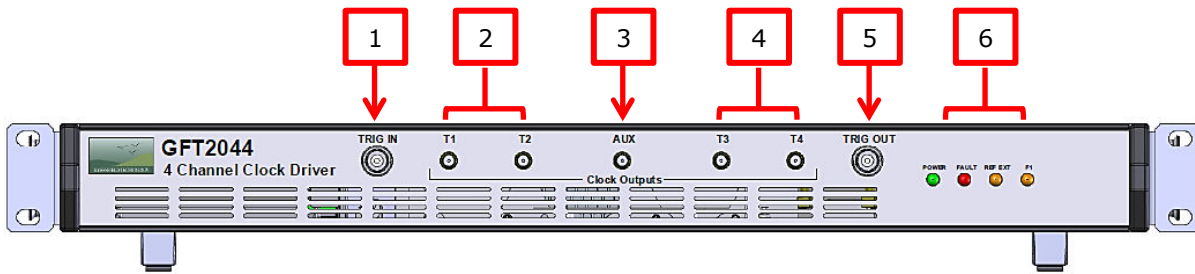 1 2 3 4 5 6
TRIG IN T1 T2 AUX T3 T4 TRIG OUT
GFT2044
4 Channel Clock Driver
Clock Outputs
POWER FAULT REF EXT F1